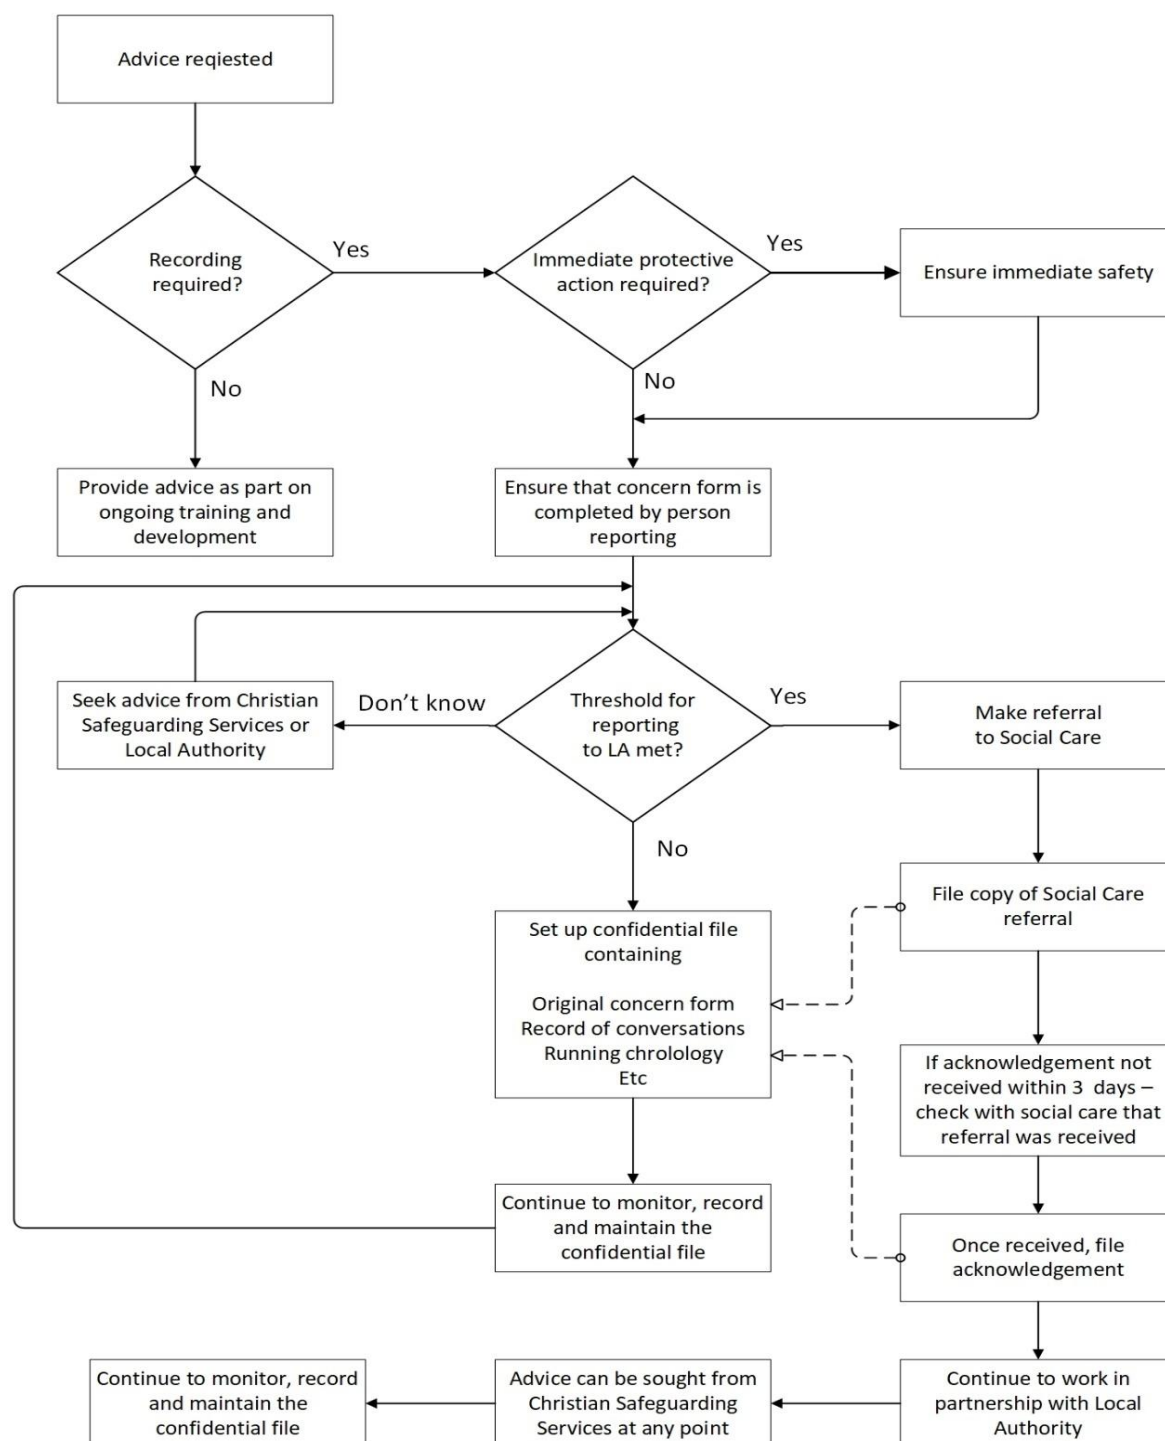 Advice reqiested
Recording
required?
Yes
Immediate protective
action required?
Yes
Ensure immediate safety
No
No
Provide advice as part on
ongoing training and
development
Ensure that concern form is
completed by person
reporting
Seek advice from Christian
Safeguarding Services or
Local Authority
Don’t know
Threshold for
reporting
to LA met?
Yes
Make referral
to Social Care
No
File copy of Social Care
referral
Set up confidential file
containing
Original concern form
Record of conversations
Running chrolology
Etc
If acknowledgement not
received within 3 days –
check with social care that
referral was received
Continue to monitor, record
and maintain the
confidential file
Once received, file
acknowledgement
Continue to monitor, record
and maintain the
confidential file
Advice can be sought from
Christian Safeguarding
Services at any point
Continue to work in
partnership with Local
Authority